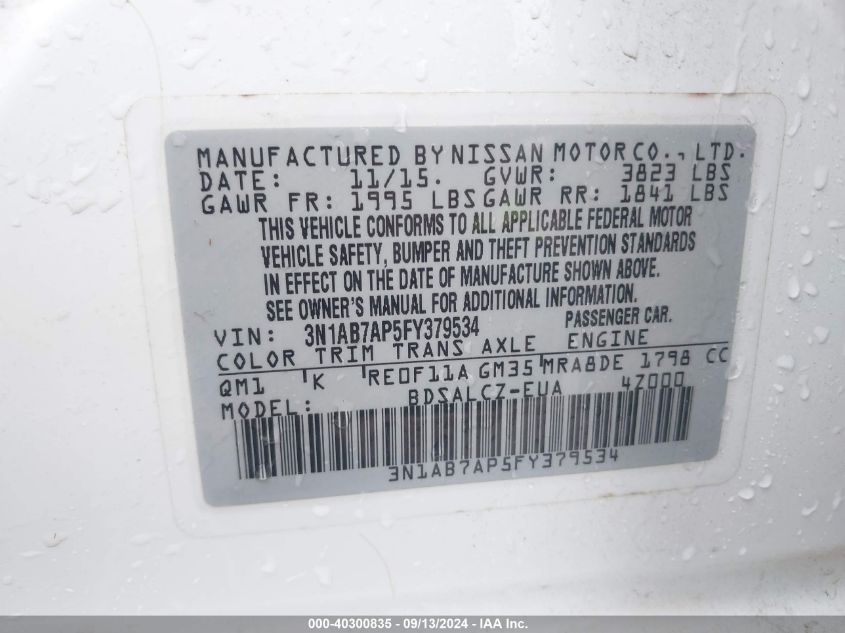 MANUFACTURED BY NISSAN MOTOR CO., LTD.
DATE: 11/15. GVWR: 3823 LBS
GAWR FR: 1995 LBS GAWR RR: 1841 LBS
THIS VEHICLE CONFORMS TO ALL APPLICABLE FEDERAL MOTOR
VEHICLE SAFETY, BUMPER AND THEFT PREVENTION STANDARDS
IN EFFECT ON THE DATE OF MANUFACTURE SHOWN ABOVE.
SEE OWNER'S MANUAL FOR ADDITIONAL INFORMATION.
VIN: 3N1AB7AP5FY379534 PASSENGER CAR.
COLOR TRIM TRANS AXLE ENGINE
QM1 K RE0F11A GM35 MRA8DE 1798 CC
MODEL: BDSALCZ-EUA 4Z000
3N1AB7AP5FY379534
000-40300835 - 09/13/2024 - IAA Inc.